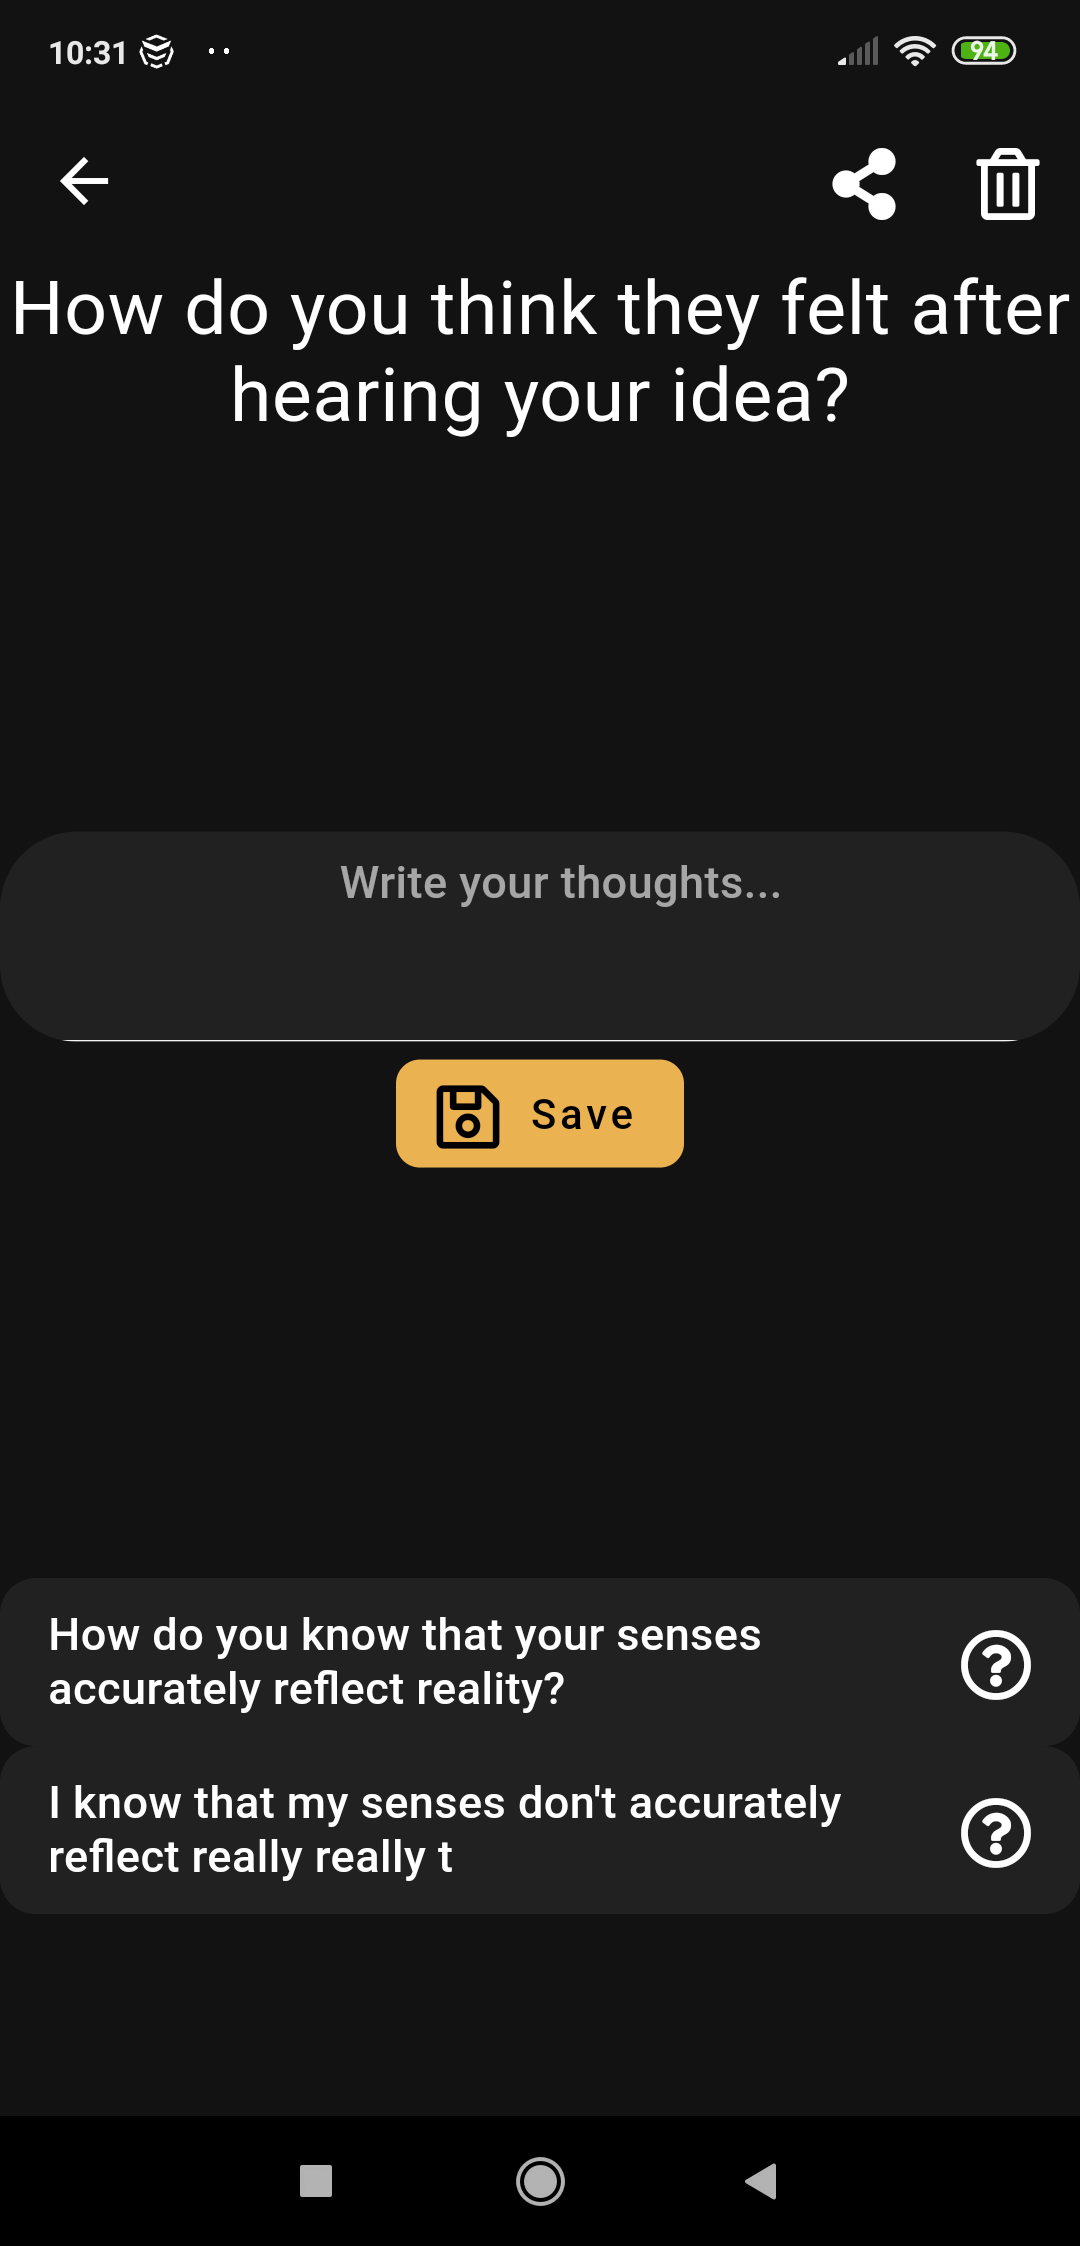 10:31
94
How do you think they felt after
hearing your idea?
Write your thoughts...
Save
How do you know that your senses
accurately reflect reality?
I know that my senses don't accurately
reflect really really t